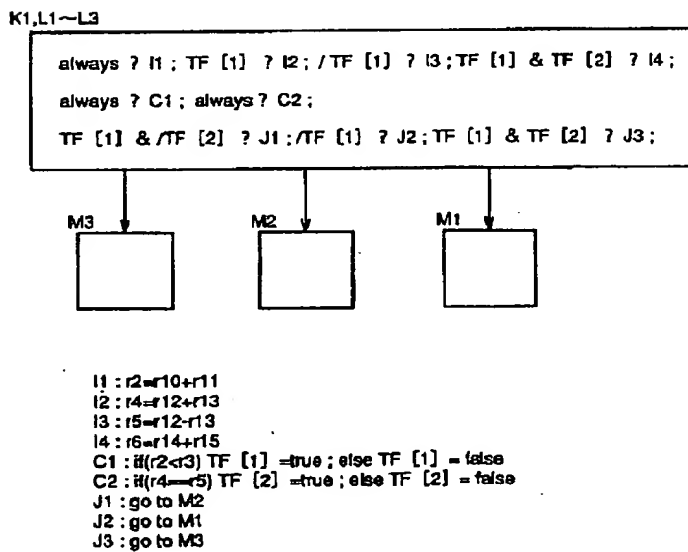 K1,L1~L3
always ? I1 ; TF [1] ? I2; /TF [1] ? I3;TF [1] & TF [2] ? I4;
always ? C1 ; always ? C2;
TF [1] & /TF [2] ? J1 ;/TF [1] ? J2;TF [1] & TF [2] ? J3;
M3 M2 M1
I1 : r2=r10+r11
I2 : r4=r12+r13
I3 : r5=r12-r13
I4 : r6=r14+r15
C1 : if(r2<r3) TF [1] =true ; else TF [1] = false
C2 : if(r4==r5) TF [2] =true ; else TF [2] = false
J1 : go to M2
J2 : go to M1
J3 : go to M3